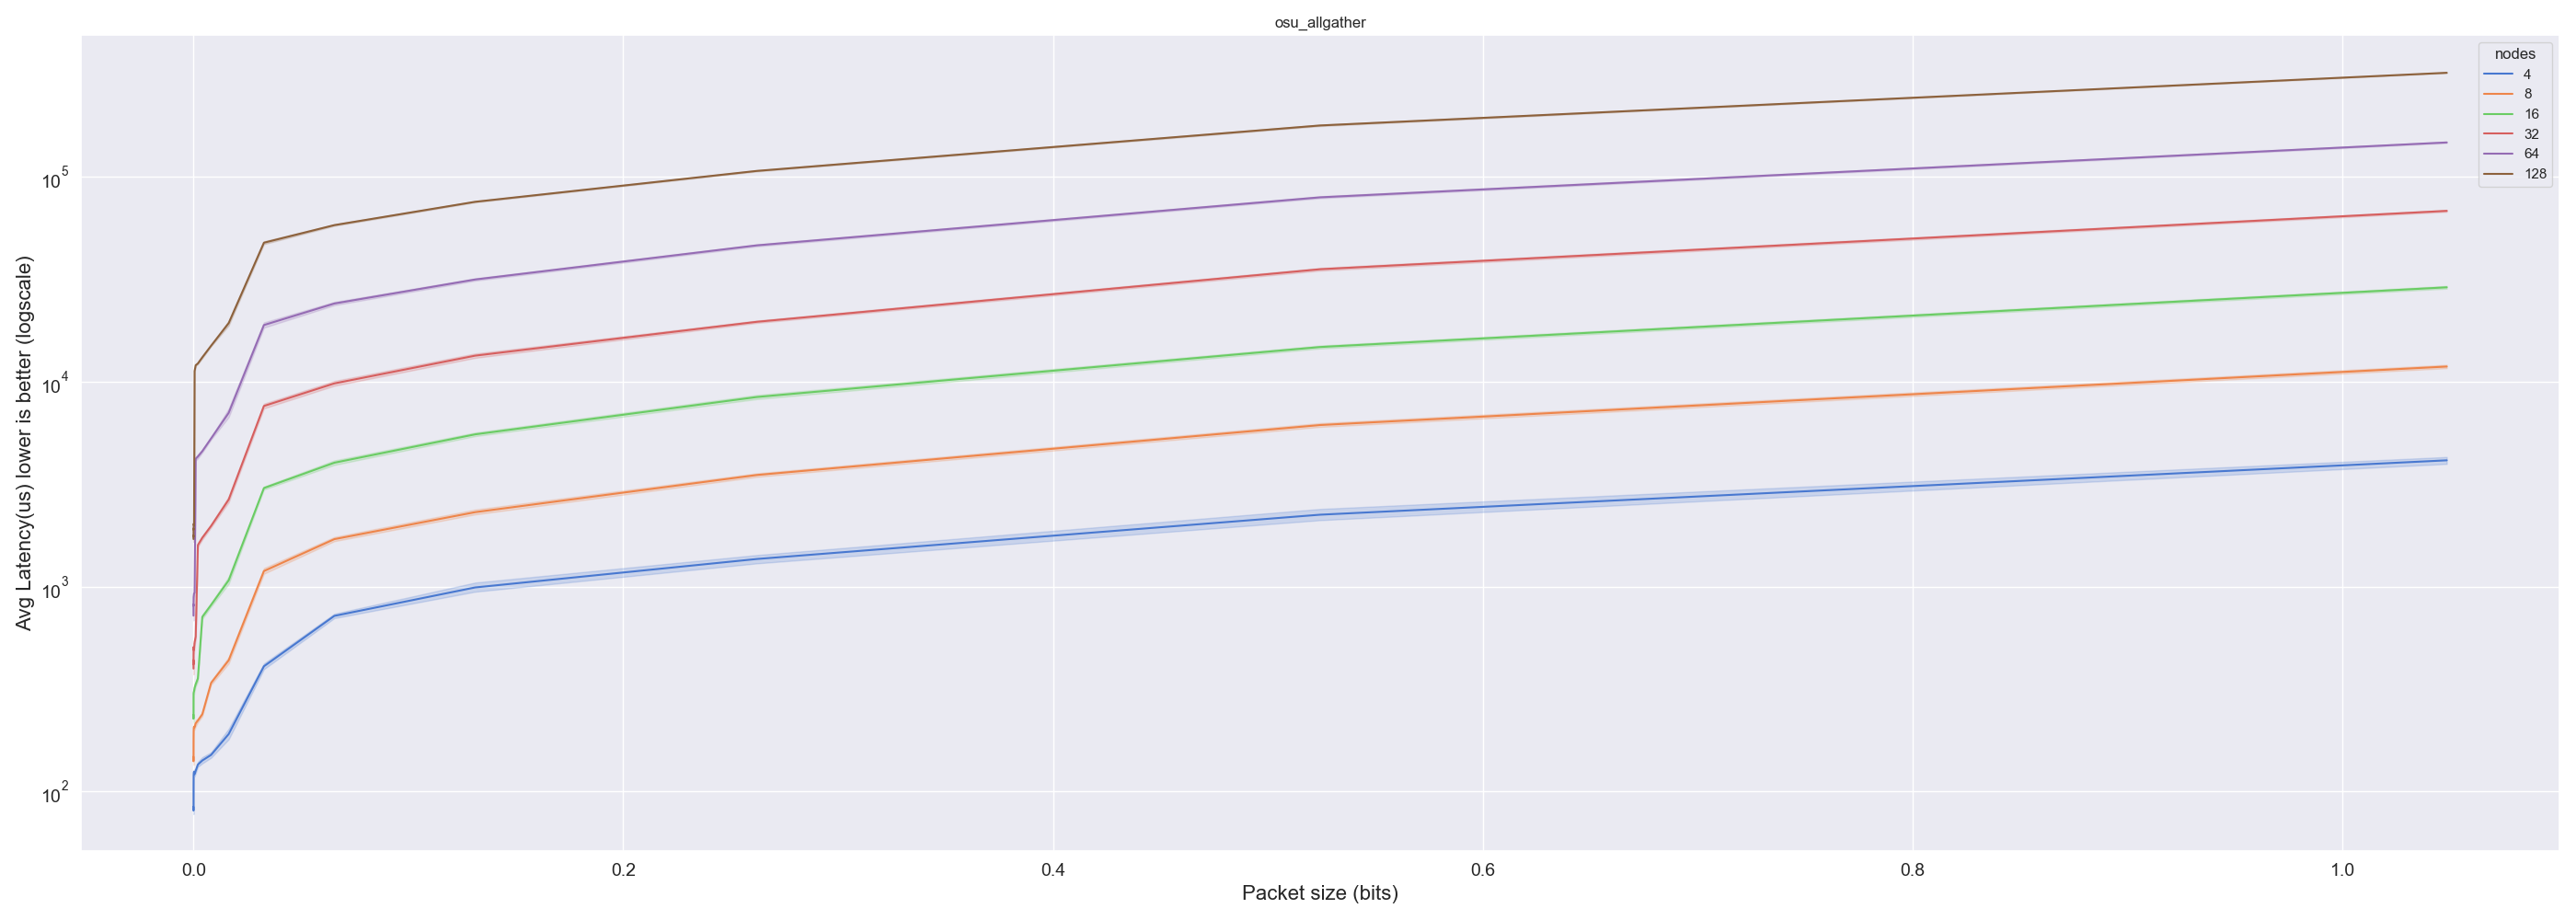 osu_allgather
Avg Latency(us) lower is better (logscale)
10^5
10^4
10^3
10^2
nodes
4
8
16
32
64
128
0.0 0.2 0.4 0.6 0.8 1.0
Packet size (bits)